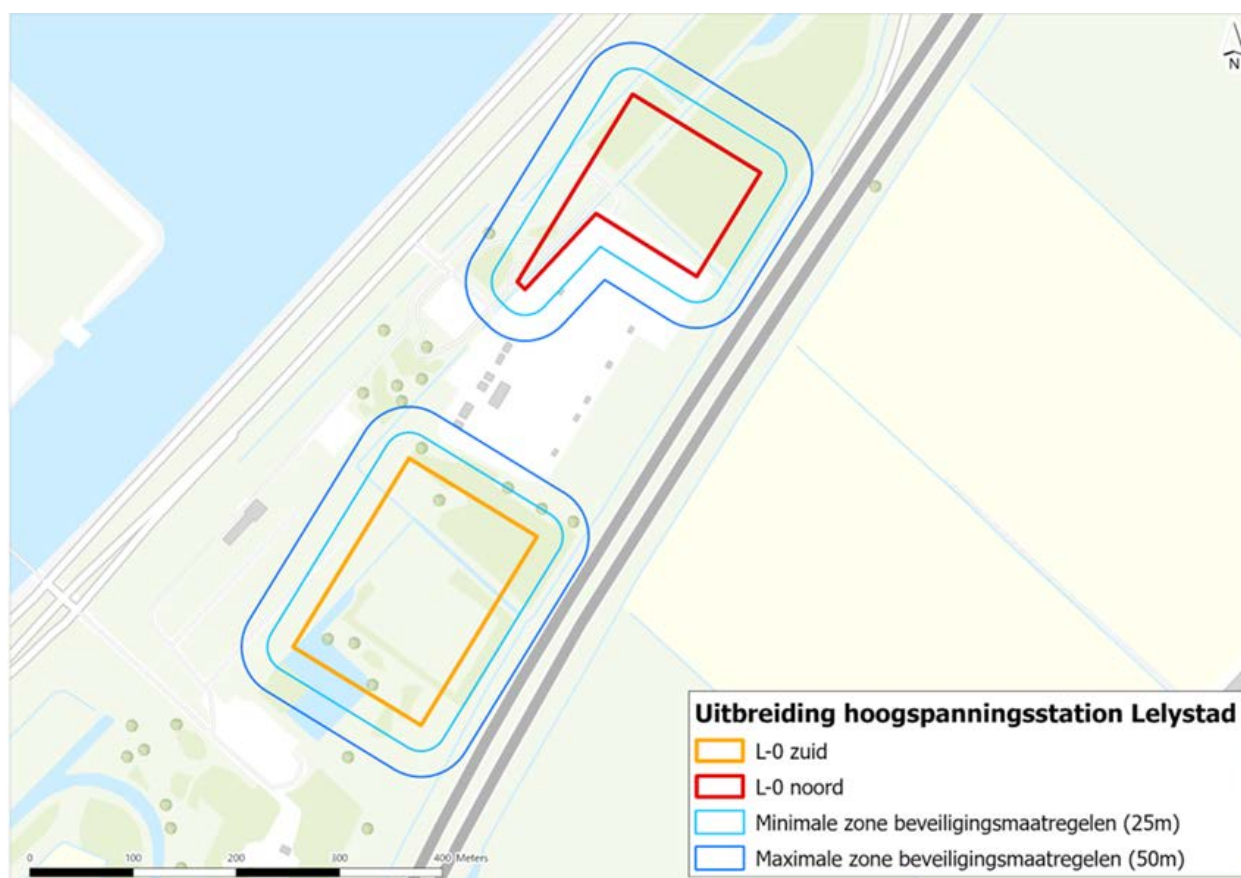 N
Uitbreiding hoogspanningsstation Lelystad
L-0 zuid
L-0 noord
Minimale zone beveiligingsmaatregelen (25m)
Maximale zone beveiligingsmaatregelen (50m)
0 100 200 300 400 Meters